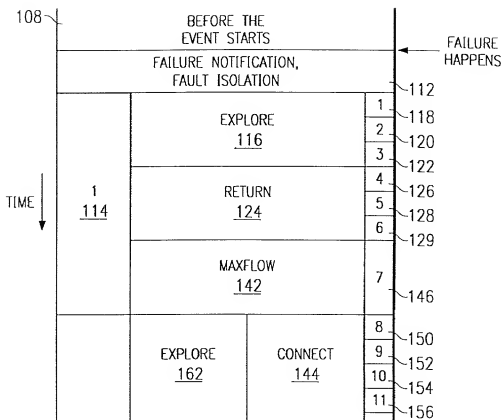 108
BEFORE THE
EVENT STARTS
FAILURE
HAPPENS
FAILURE NOTIFICATION,
FAULT ISOLATION
112
1
118
EXPLORE
116
2
120
3
122
TIME
1
114
RETURN
124
4
126
5
128
6
129
MAXFLOW
142
7
146
EXPLORE
162
CONNECT
144
8
150
9
152
10
154
11
156